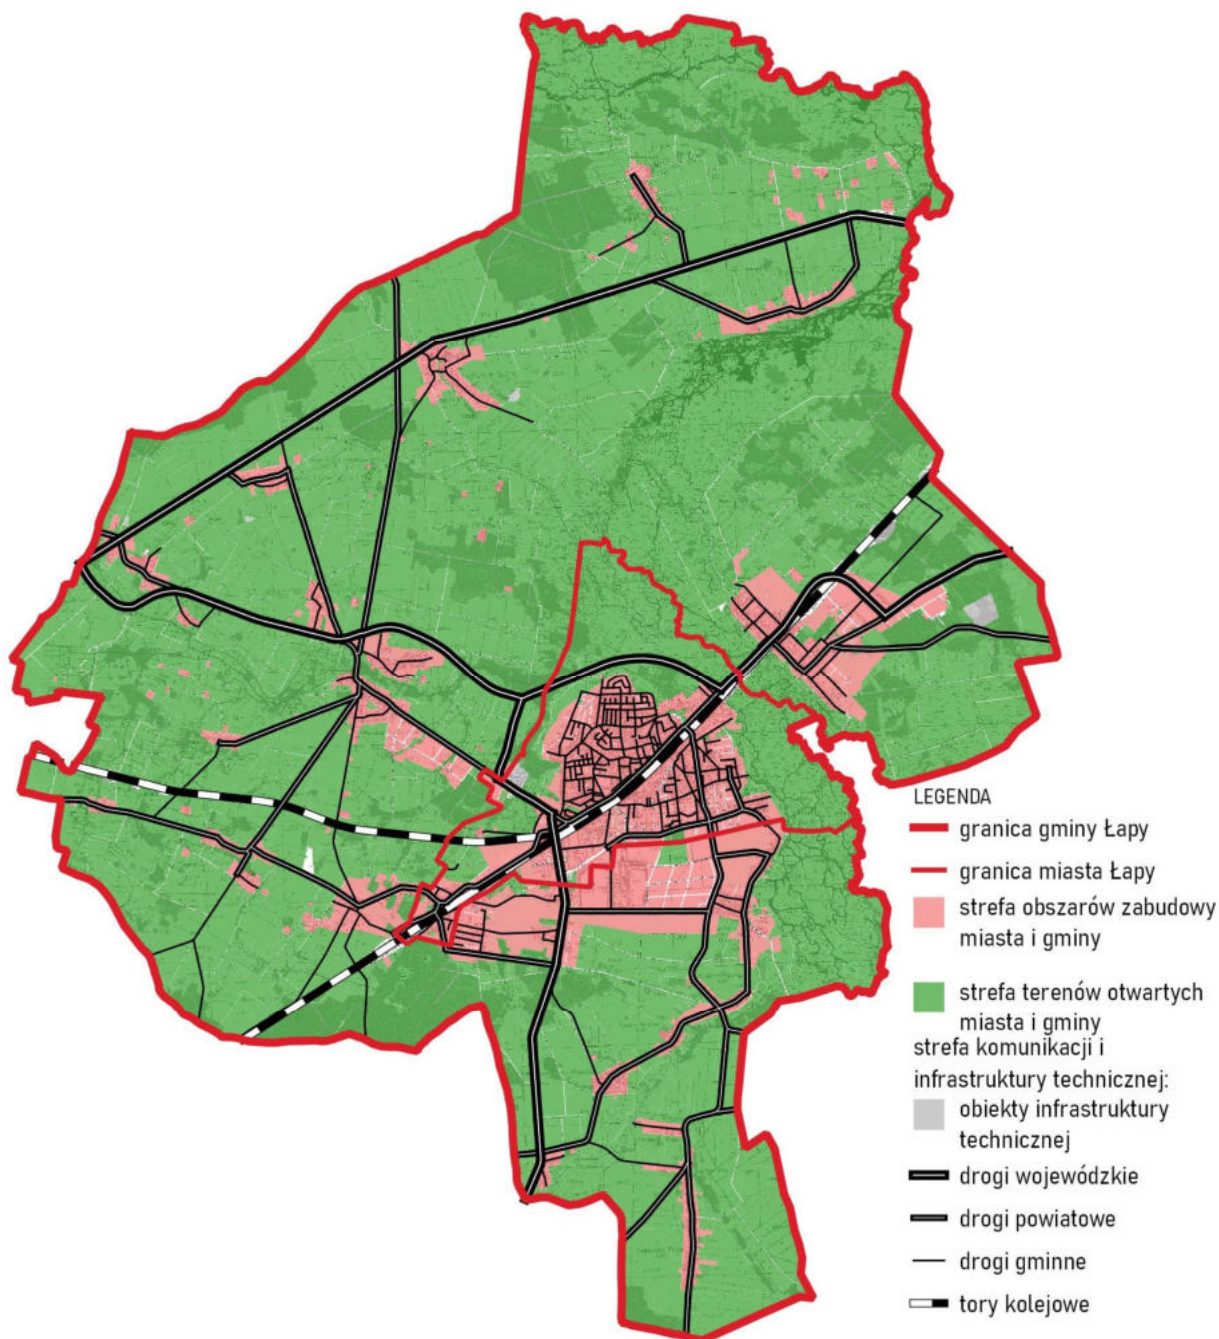 LEGENDA
granica gminy Łapy
granica miasta Łapy
strefa obszarów zabudowy
miasta i gminy
strefa terenów otwartych
miasta i gminy
strefa komunikacji i
infrastruktury technicznej:
obiekty infrastruktury
technicznej
drogi wojewódzkie
drogi powiatowe
drogi gminne
tory kolejowe